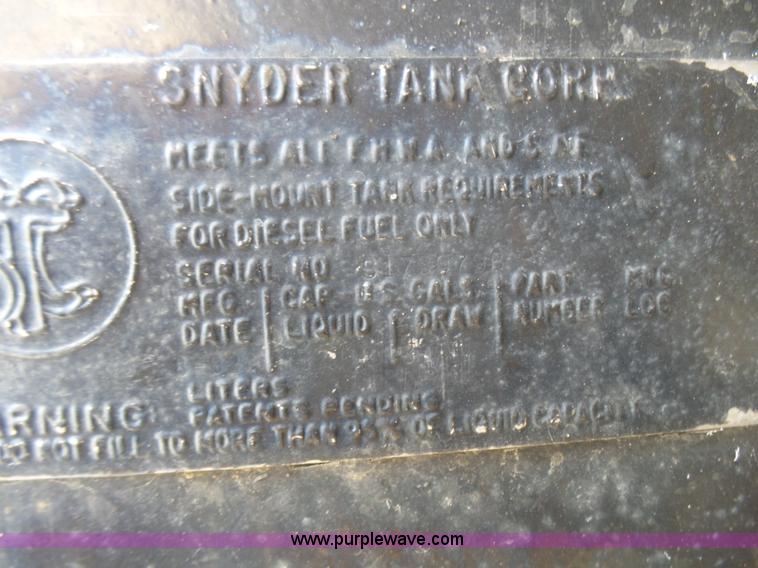 SNYDER TANK CORP.
MEETS ALL F.H.W.A. AND S.A.E.
SIDE-MOUNT TANK REQUIREMENTS
FOR DIESEL FUEL ONLY
SERIAL NO.
MFG. CAP.- U.S. GALS. PART MFG.
DATE LIQUID DRAW NUMBER LOC
LITERS
PATENTS PENDING
WARNING:
DO NOT FILL TO MORE THAN 95% OF LIQUID CAPACITY
www.purplewave.com